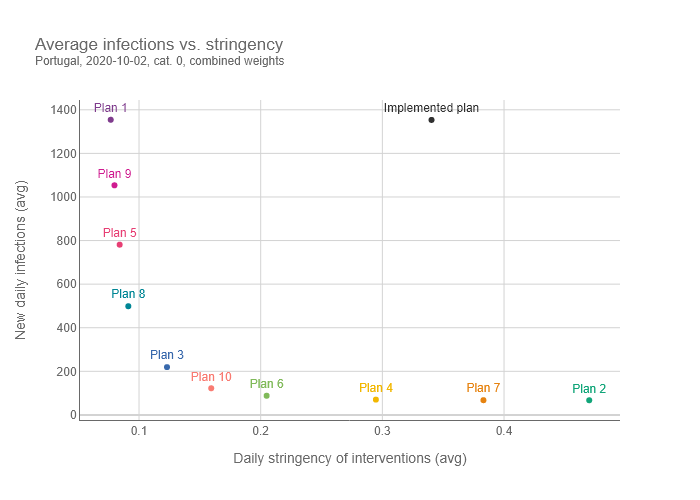 Average infections vs. stringency
Portugal, 2020-10-02, cat. 0, combined weights
New daily infections (avg)
1400
1200
1000
800
600
400
200
0
Plan 1
Implemented plan
Plan 9
Plan 5
Plan 8
Plan 3
Plan 10
Plan 6
Plan 4
Plan 7
Plan 2
0.1
0.2
0.3
0.4
Daily stringency of interventions (avg)